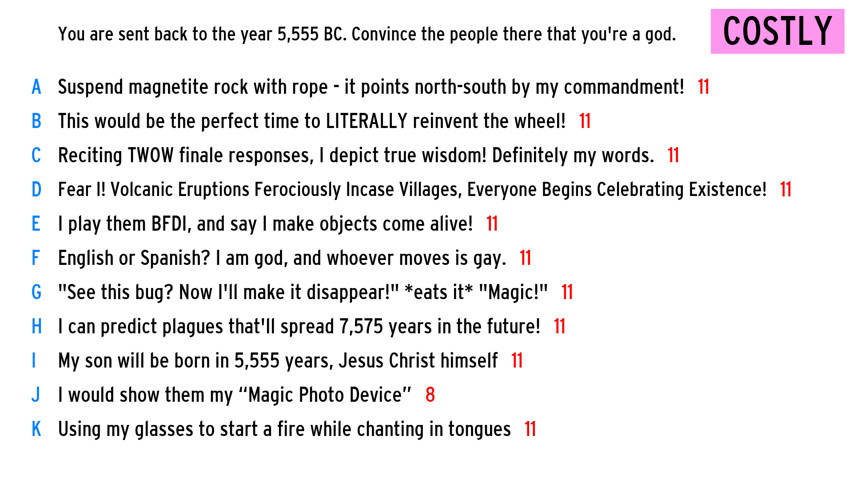 You are sent back to the year 5,555 BC. Convince the people there that you're a god.
COSTLY
A Suspend magnetite rock with rope - it points north-south by my commandment! 11
B This would be the perfect time to LITERALLY reinvent the wheel! 11
C Reciting TWOW finale responses, I depict true wisdom! Definitely my words. 11
D Fear I! Volcanic Eruptions Ferociously Incase Villages, Everyone Begins Celebrating Existence! 11
E I play them BFDI, and say I make objects come alive! 11
F English or Spanish? I am god, and whoever moves is gay. 11
G "See this bug? Now I'll make it disappear!" *eats it* "Magic!" 11
H I can predict plagues that'll spread 7,575 years in the future! 11
I My son will be born in 5,555 years, Jesus Christ himself 11
J I would show them my “Magic Photo Device” 8
K Using my glasses to start a fire while chanting in tongues 11